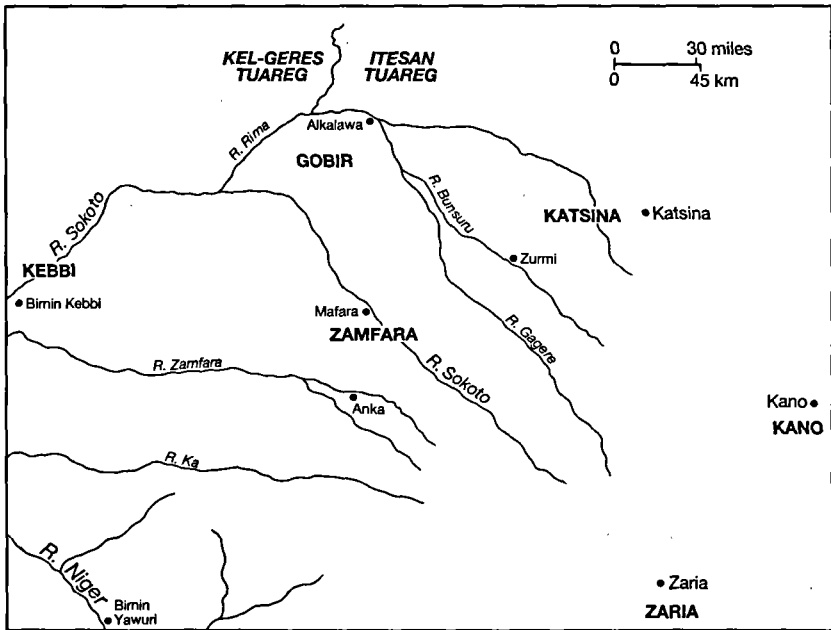 KEL-GERES
TUAREG
ITESAN
TUAREG
0 30 miles
0 45 km
Alkalawa
R. Rima
GOBIR
R. Bunsuru
KATSINA
Katsina
R. Sokoto
KEBBI
Zurmi
Birnin Kebbi
Mafara
ZAMFARA
R. Gagere
R. Zamfara
R. Sokoto
Anka
Kano
KANO
R. Ka
R. Niger
Birnin
Yawuri
Zaria
ZARIA